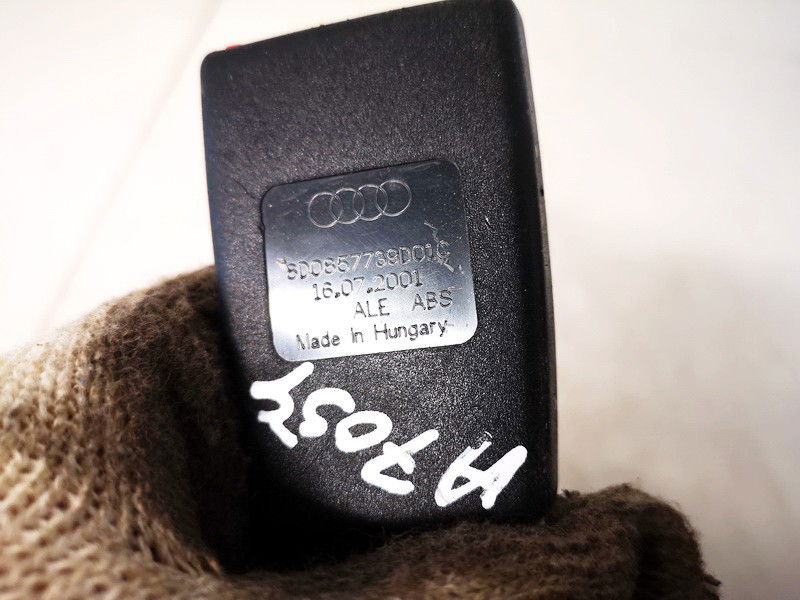 8D0857739D01C
16.07.2001
ALE ABS
Made In Hungary